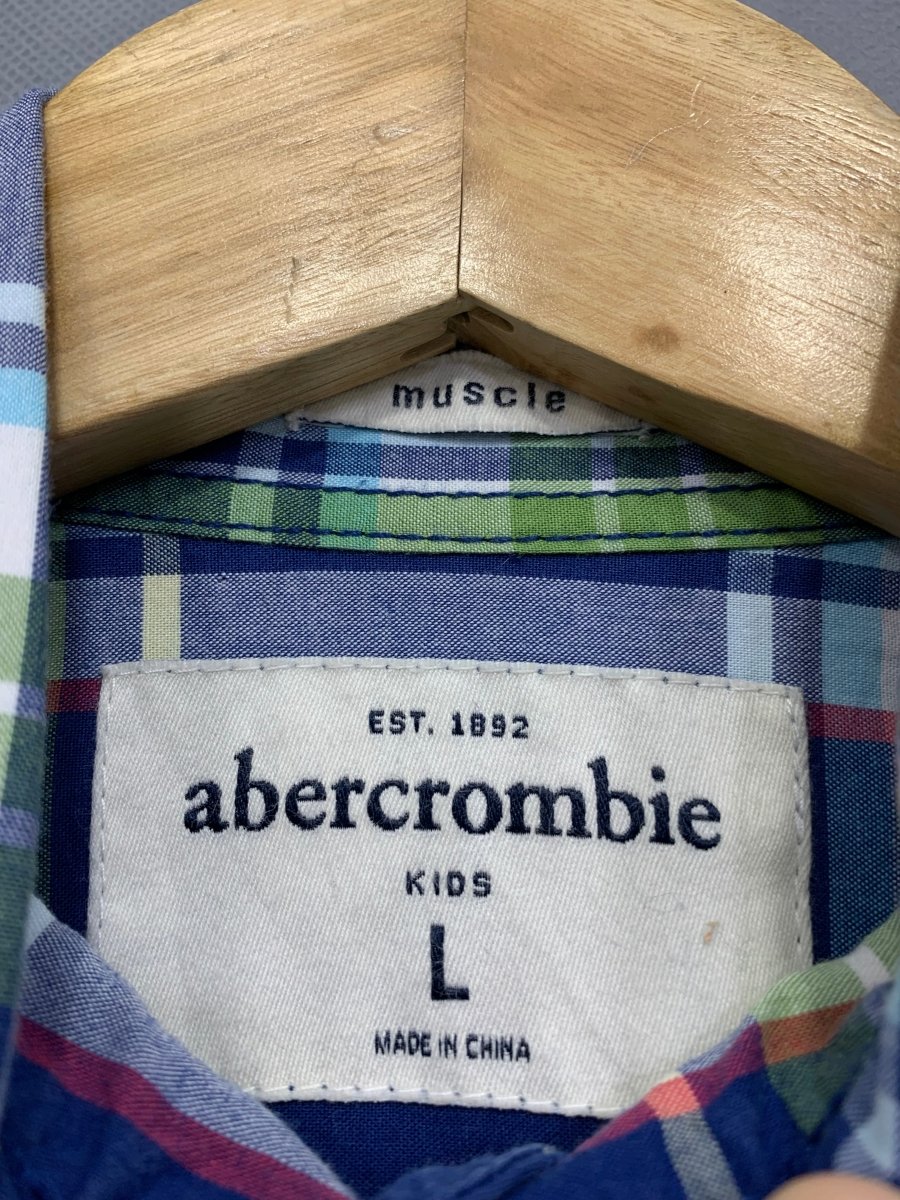 muscle
EST. 1892
abercrombie
KIDS
L
MADE IN CHINA